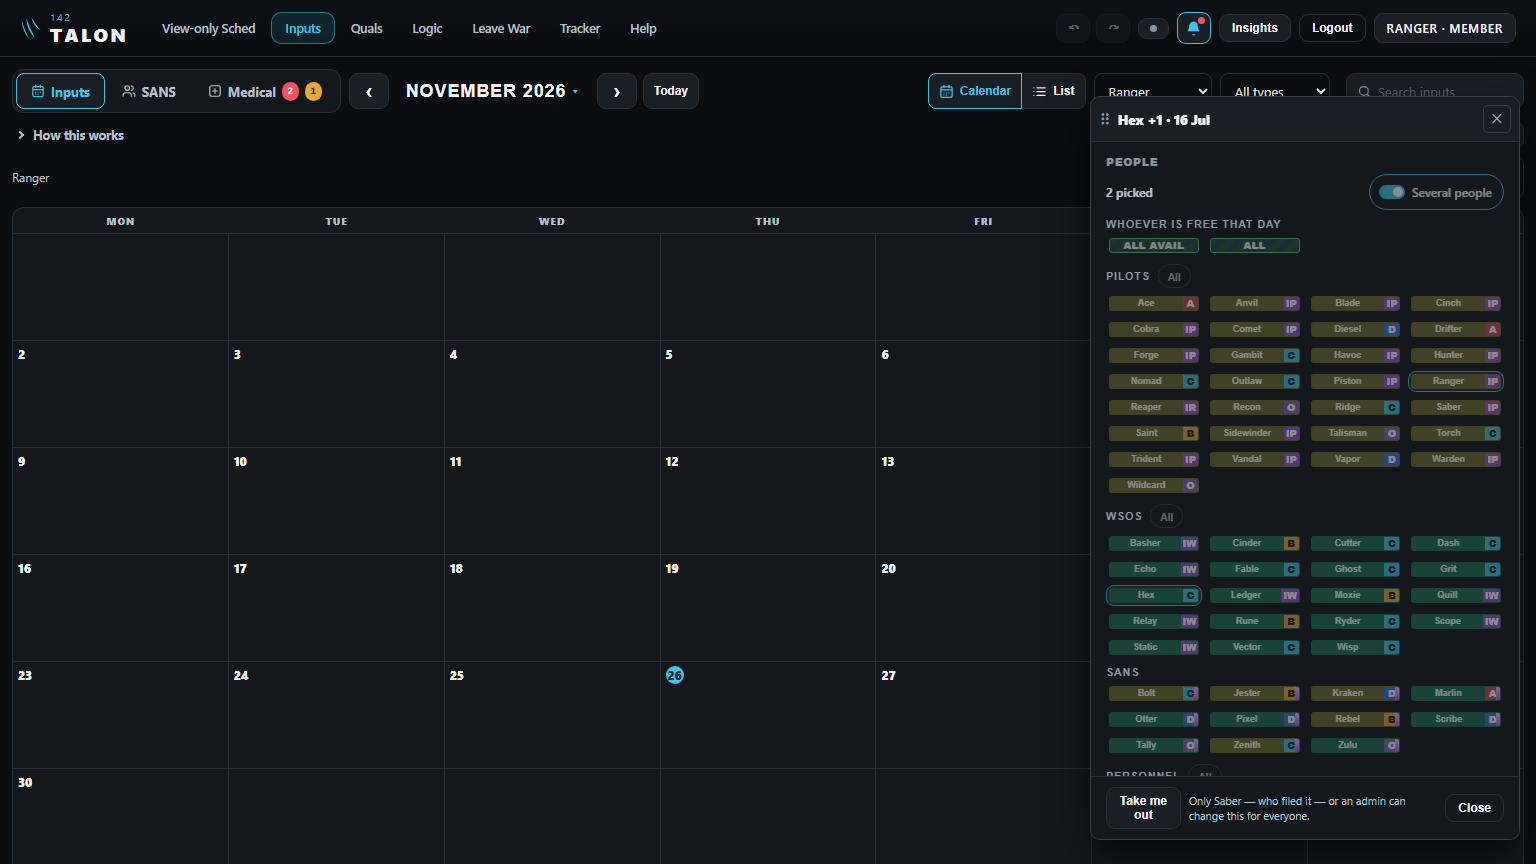 142
TALON
View-only Sched
Inputs
Quals
Logic
Leave War
Tracker
Help
Insights
Logout
RANGER · MEMBER
Inputs
SANS
Medical 2 1
‹
NOVEMBER 2026
›
Today
Calendar
List
Ranger
All types
Search inputs
How this works
Ranger
MON TUE WED THU FRI
2 3 4 5 6
9 10 11 12 13
16 17 18 19 20
23 24 25 26 27
30
Hex +1 · 16 Jul
PEOPLE
2 picked
Several people
WHOEVER IS FREE THAT DAY
ALL AVAIL ALL
PILOTS All
Ace A Anvil IP Blade IP Cinch IP
Cobra IP Comet IP Diesel D Drifter A
Forge IP Gambit C Havoc IP Hunter IP
Nomad C Outlaw C Piston IP Ranger IP
Reaper IR Recon O Ridge C Saber IP
Saint B Sidewinder IP Talisman O Torch C
Trident IP Vandal IP Vapor D Warden IP
Wildcard O
WSOS All
Basher IW Cinder B Cutter C Dash C
Echo IW Fable C Ghost C Grit C
Hex C Ledger IW Moxie B Quill IW
Relay IW Rune B Ryder C Scope IW
Static IW Vector C Wisp C
SANS
Bolt C Jester B Kraken D Marlin A
Otter D Pixel D Rebel B Scribe D
Tally O Zenith C Zulu O
PERSONNEL All
Take me out
Only Saber — who filed it — or an admin can
change this for everyone.
Close